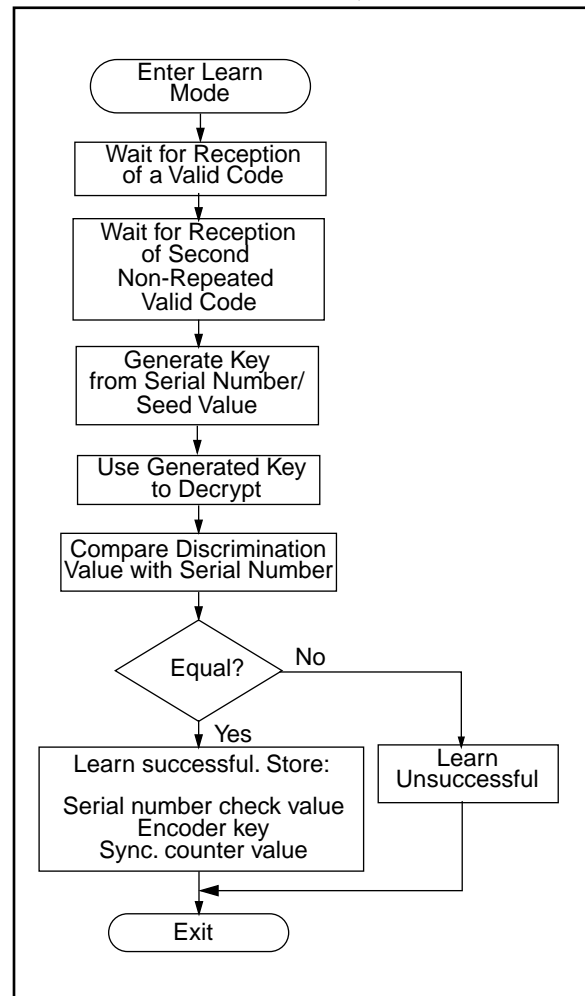 Enter Learn
Mode
Wait for Reception
of a Valid Code
Wait for Reception
of Second
Non-Repeated
Valid Code
Generate Key
from Serial Number/
Seed Value
Use Generated Key
to Decrypt
Compare Discrimination
Value with Serial Number
Equal?
No
Yes
Learn successful. Store:
Serial number check value
Encoder key
Sync. counter value
Learn
Unsuccessful
Exit